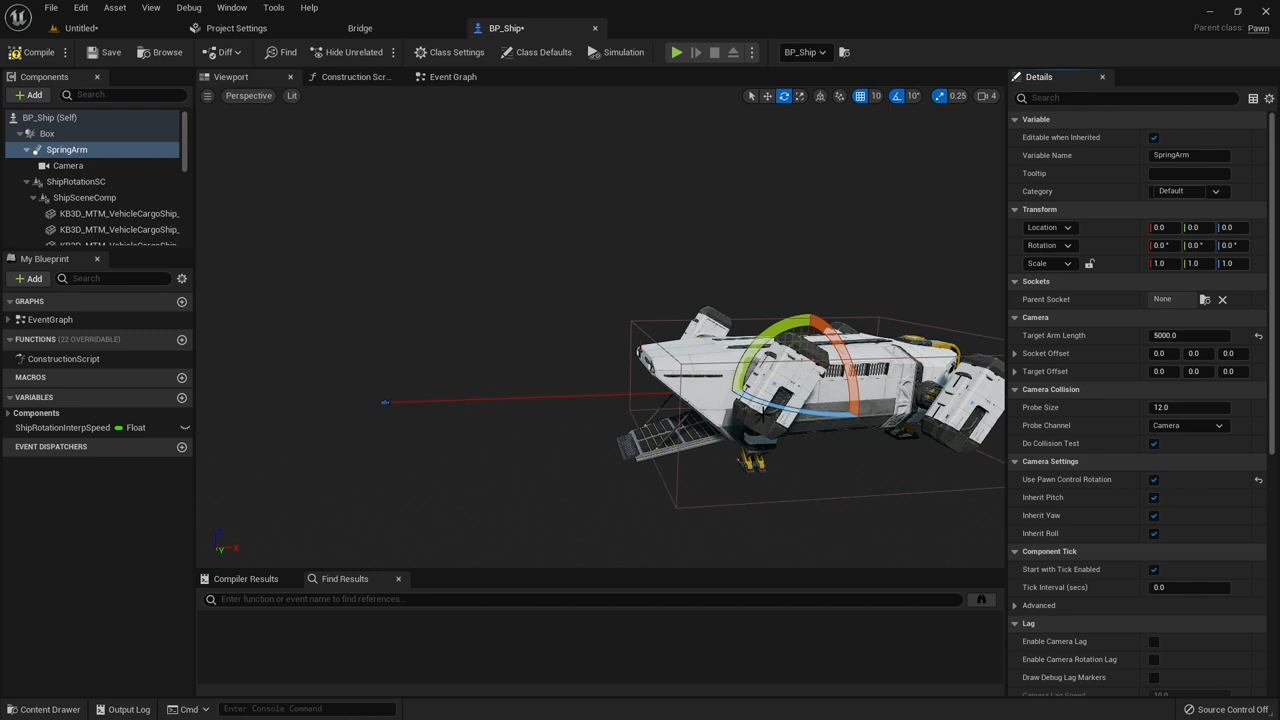 File Edit Asset View Debug Window Tools Help
Untitled* Project Settings Bridge BP_Ship*
Parent class: Pawn
Compile Save Browse Diff Find Hide Unrelated Class Settings Class Defaults Simulation BP_Ship
Components
Add Search
BP_Ship (Self)
Box
SpringArm
Camera
ShipRotationSC
ShipSceneComp
KB3D_MTM_VehicleCargoShip_
KB3D_MTM_VehicleCargoShip_
KB3D_MTM_VehicleCargoShip_
My Blueprint
Add Search
GRAPHS
EventGraph
FUNCTIONS (22 OVERRIDABLE)
ConstructionScript
MACROS
VARIABLES
Components
ShipRotationInterpSpeed Float
EVENT DISPATCHERS
Viewport Construction Scr... Event Graph
Perspective Lit 10 10° 0.25 4
Z X Y
Compiler Results Find Results
Enter function or event name to find references...
Details
Search
Variable
Editable when Inherited
Variable Name SpringArm
Tooltip
Category Default
Transform
Location 0.0 0.0 0.0
Rotation 0.0 ° 0.0 ° 0.0 °
Scale 1.0 1.0 1.0
Sockets
Parent Socket None
Camera
Target Arm Length 5000.0
Socket Offset 0.0 0.0 0.0
Target Offset 0.0 0.0 0.0
Camera Collision
Probe Size 12.0
Probe Channel Camera
Do Collision Test
Camera Settings
Use Pawn Control Rotation
Inherit Pitch
Inherit Yaw
Inherit Roll
Component Tick
Start with Tick Enabled
Tick Interval (secs) 0.0
Advanced
Lag
Enable Camera Lag
Enable Camera Rotation Lag
Draw Debug Lag Markers
Camera Lag Speed 10.0
Content Drawer Output Log Cmd Enter Console Command Source Control Off